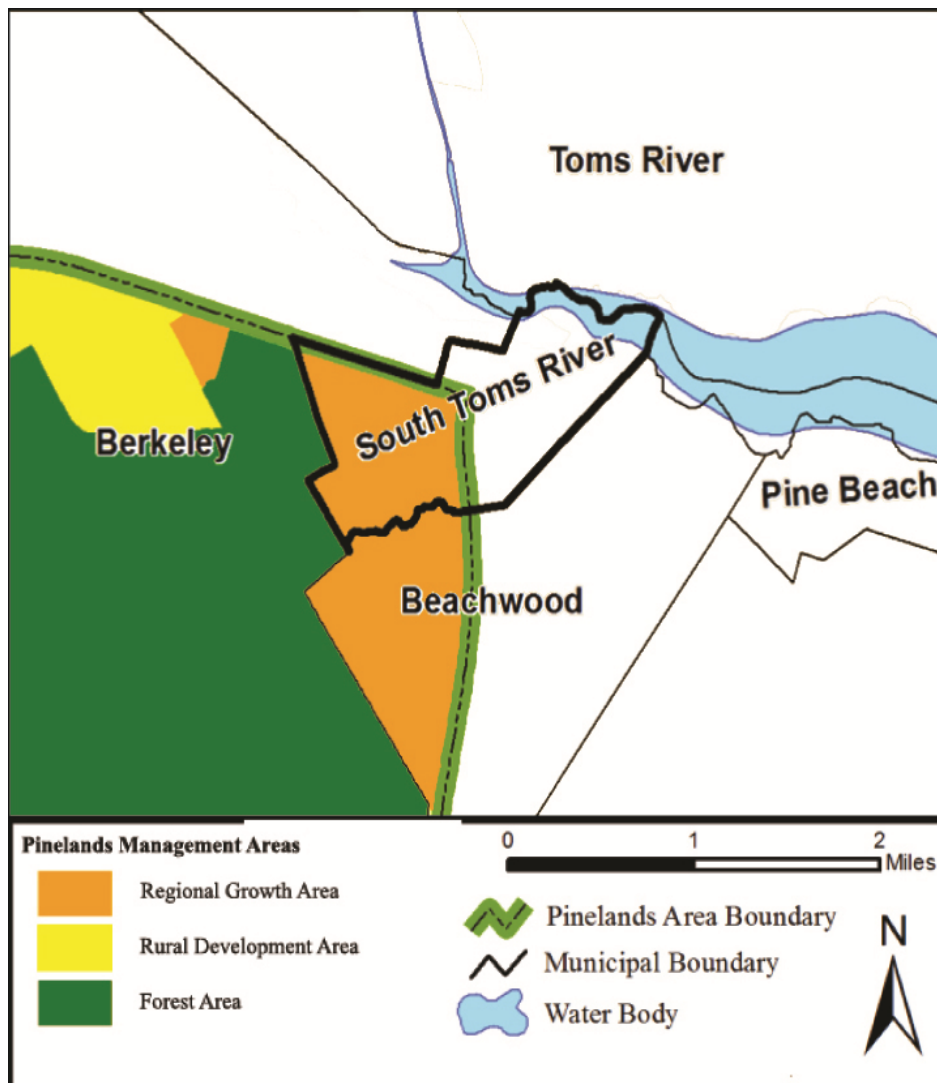 Toms River
South Toms River
Berkeley
Pine Beach
Beachwood
Pinelands Management Areas
Regional Growth Area
Rural Development Area
Forest Area
0 1 2
Miles
Pinelands Area Boundary
Municipal Boundary
Water Body
N